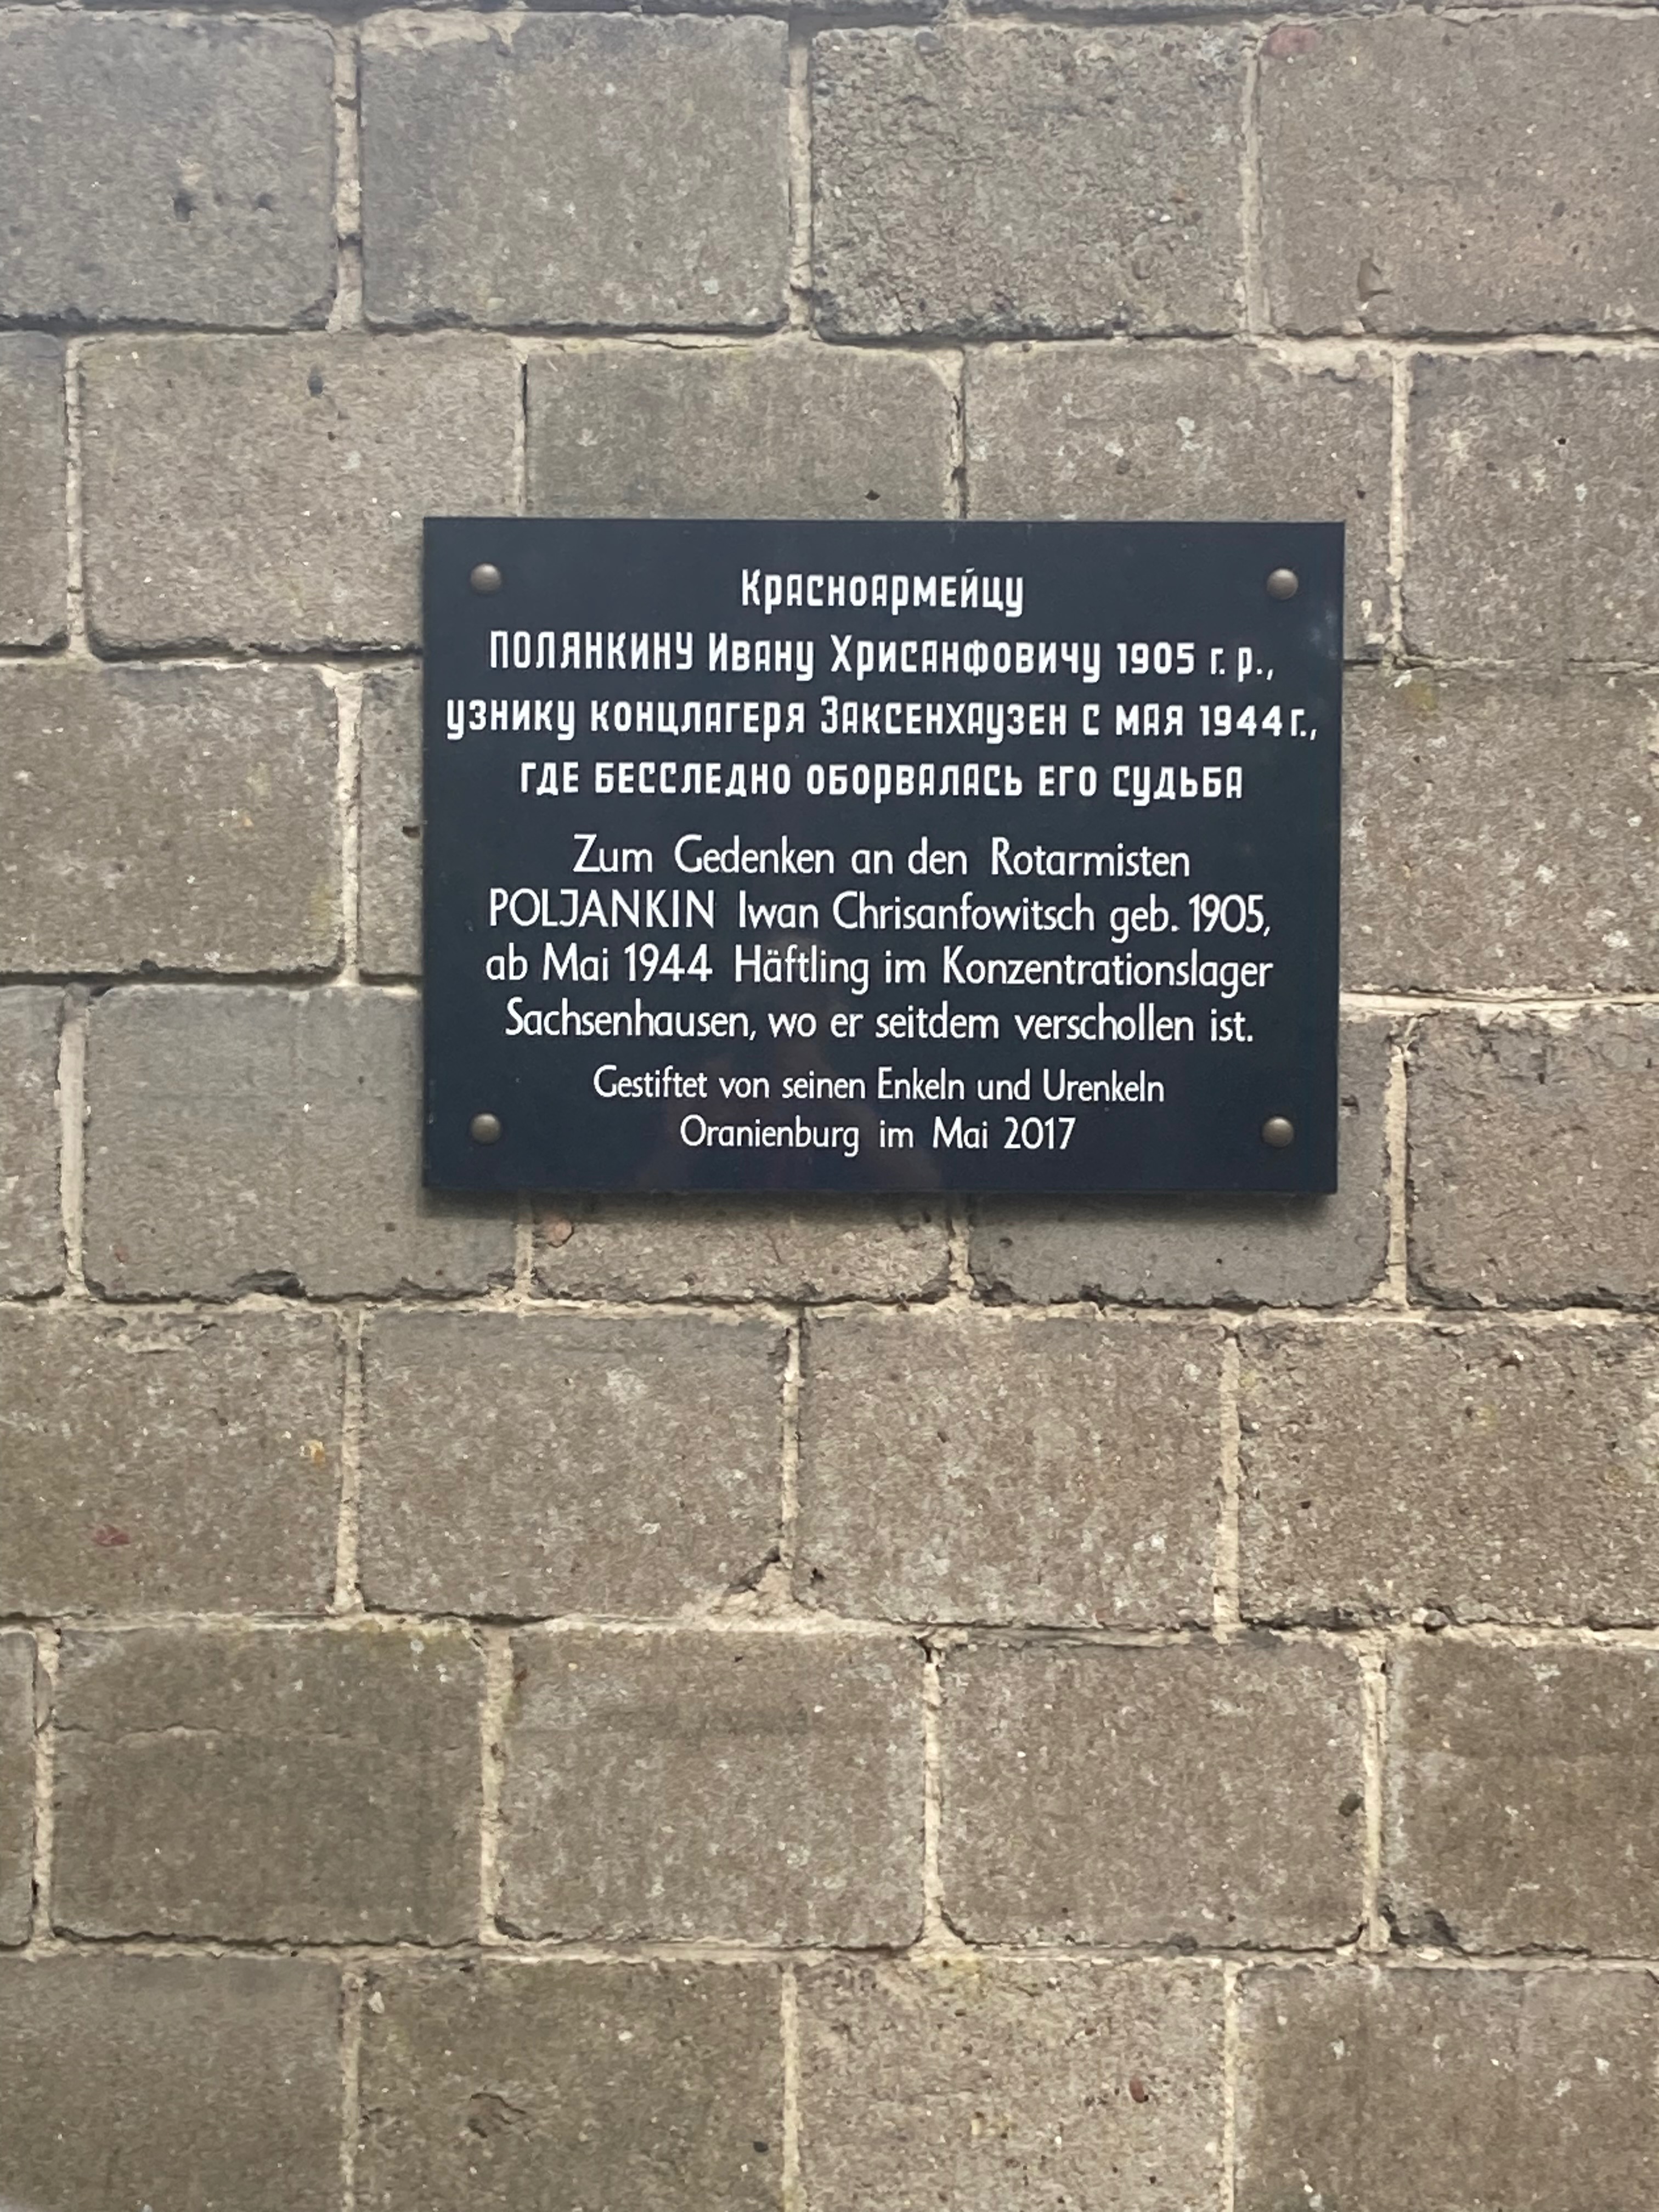 Красноармейцу
ПОЛЯНКИНУ Ивану Хрисанфовичу 1905 г. р.,
узнику концлагеря Заксенхаузен с мая 1944 г.,
где бесследно оборвалась его судьба
Zum Gedenken an den Rotarmisten
POLJANKIN Iwan Chrisanfowitsch geb. 1905,
ab Mai 1944 Häftling im Konzentrationslager
Sachsenhausen, wo er seitdem verschollen ist.
Gestiftet von seinen Enkeln und Urenkeln
Oranienburg im Mai 2017